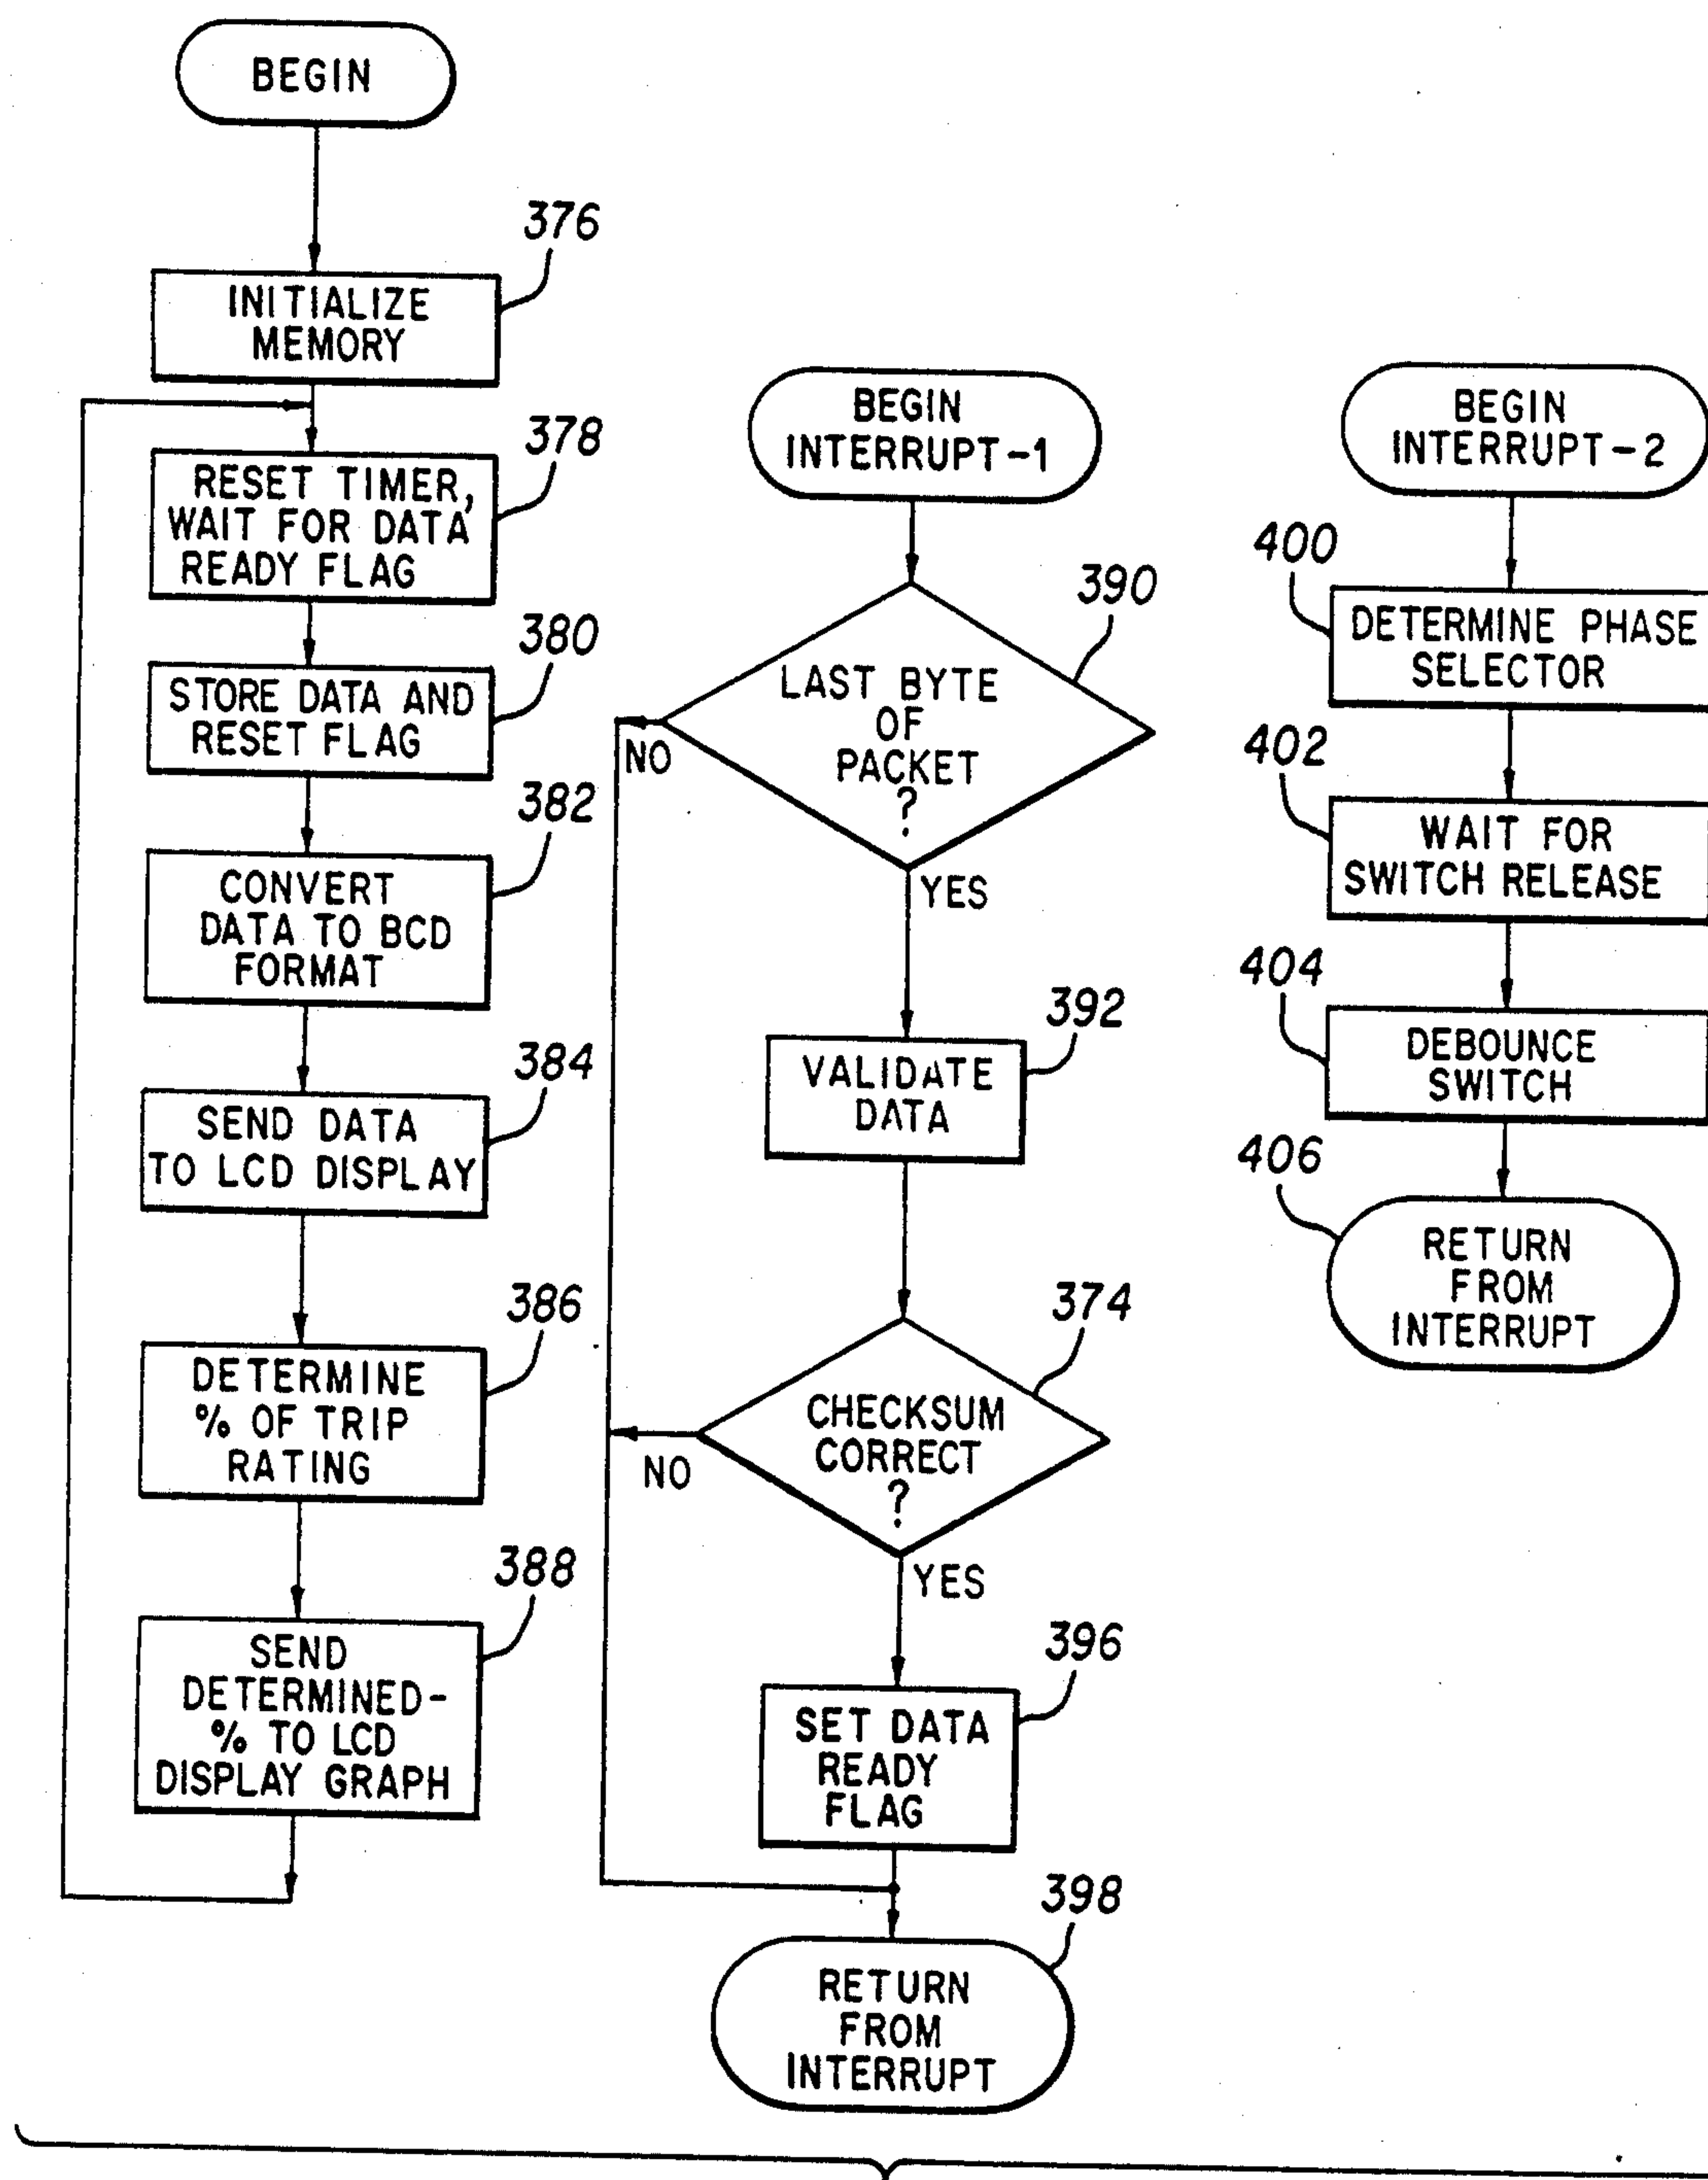 BEGIN
376
INITIALIZE
MEMORY
378
RESET TIMER,
WAIT FOR DATA
READY FLAG
380
STORE DATA AND
RESET FLAG
382
CONVERT
DATA TO BCD
FORMAT
384
SEND DATA
TO LCD DISPLAY
386
DETERMINE
% OF TRIP
RATING
388
SEND
DETERMINED-
% TO LCD
DISPLAY GRAPH
BEGIN
INTERRUPT-1
390
LAST BYTE
OF
PACKET
?
NO
YES
392
VALIDATE
DATA
374
CHECKSUM
CORRECT
?
NO
YES
396
SET DATA
READY
FLAG
398
RETURN
FROM
INTERRUPT
BEGIN
INTERRUPT-2
400
DETERMINE PHASE
SELECTOR
402
WAIT FOR
SWITCH RELEASE
404
DEBOUNCE
SWITCH
406
RETURN
FROM
INTERRUPT